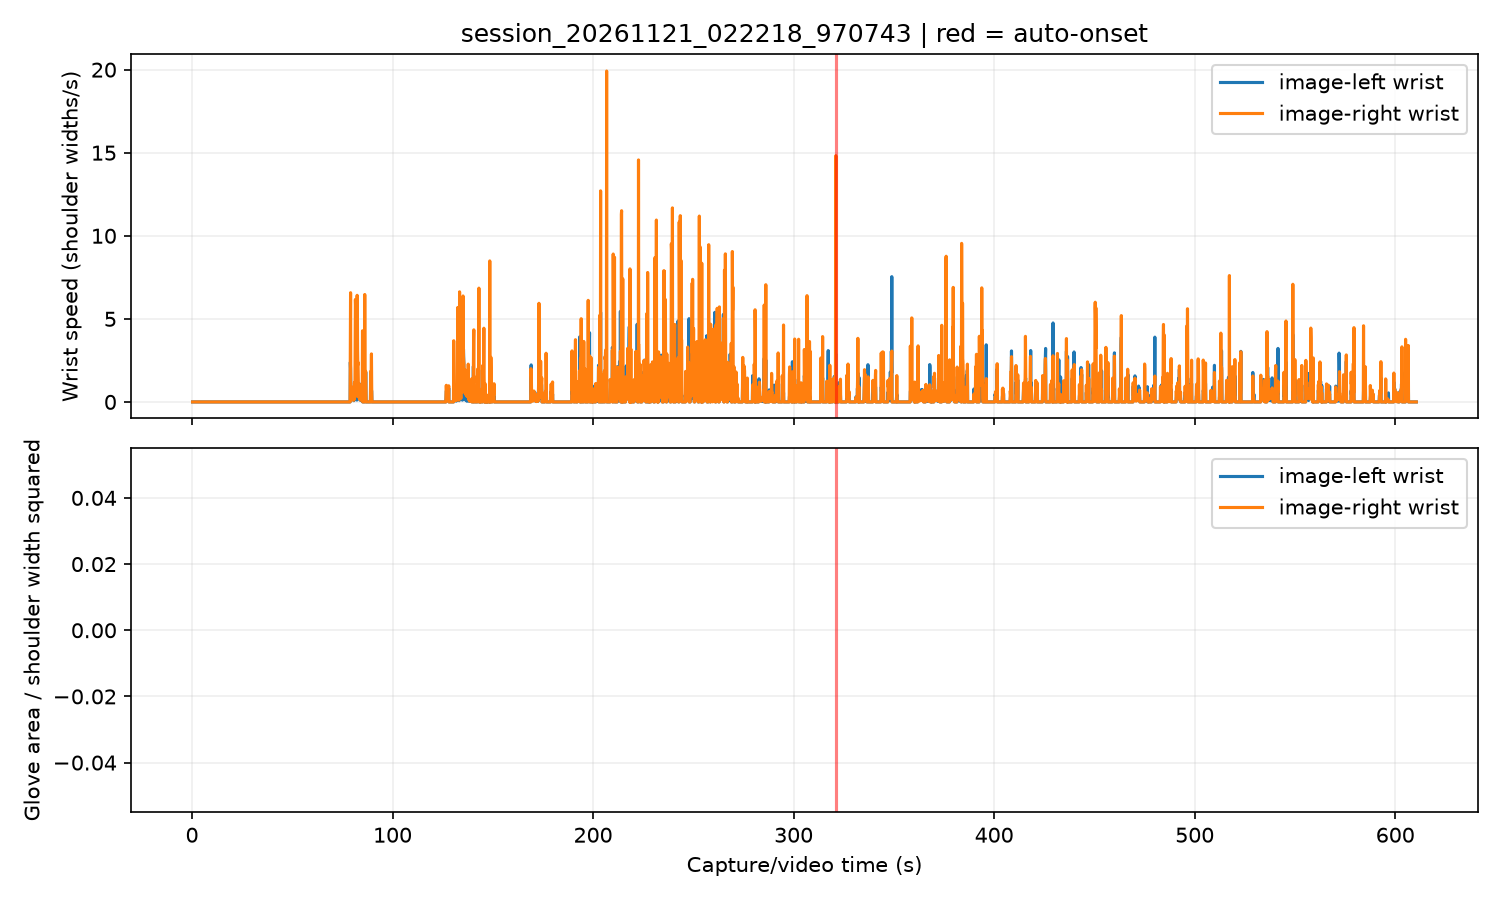 session_20261121_022218_970743 | red = auto-onset
Wrist speed (shoulder widths/s)
20
15
10
5
0
image-left wrist
image-right wrist
Glove area / shoulder width squared
0.04
0.02
0.00
−0.02
−0.04
image-left wrist
image-right wrist
0 100 200 300 400 500 600
Capture/video time (s)